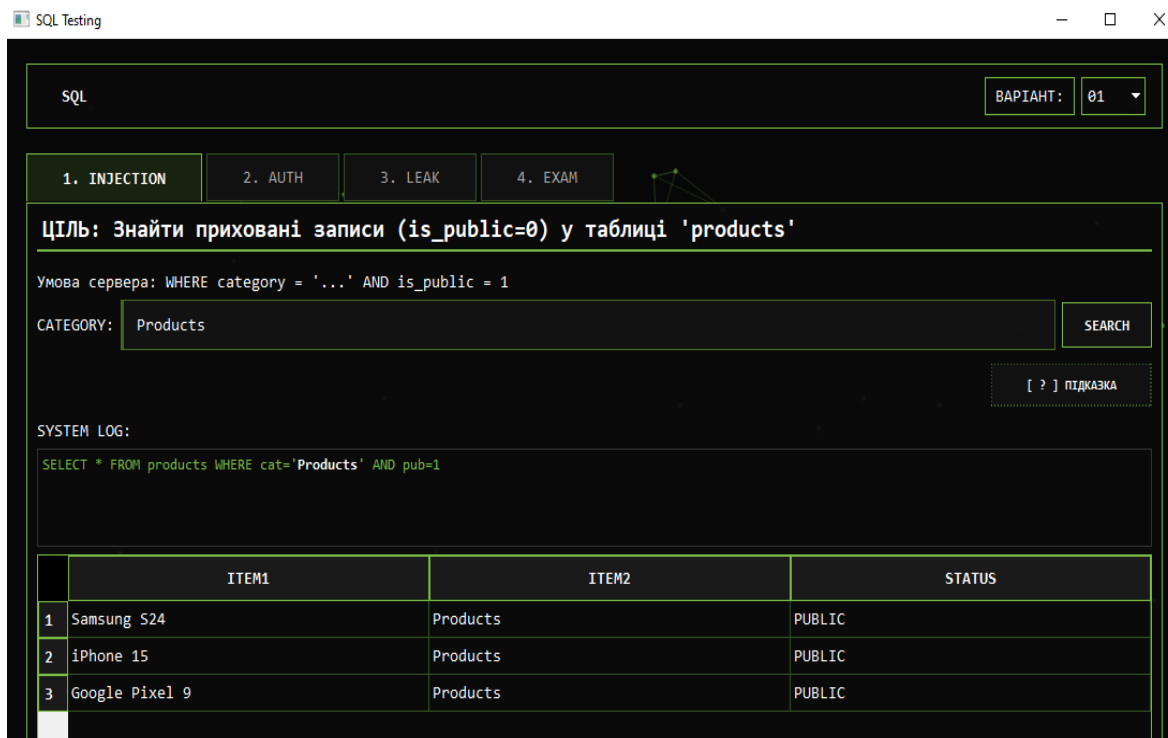 SQL Testing
SQL ВАРІАНТ: 01
1. INJECTION 2. AUTH 3. LEAK 4. EXAM
ЦІЛЬ: Знайти приховані записи (is_public=0) у таблиці 'products'
Умова сервера: WHERE category = '...' AND is_public = 1
CATEGORY: Products SEARCH
[ ? ] ПІДКАЗКА
SYSTEM LOG:
SELECT * FROM products WHERE cat='Products' AND pub=1
ITEM1 ITEM2 STATUS
1 Samsung S24 Products PUBLIC
2 iPhone 15 Products PUBLIC
3 Google Pixel 9 Products PUBLIC